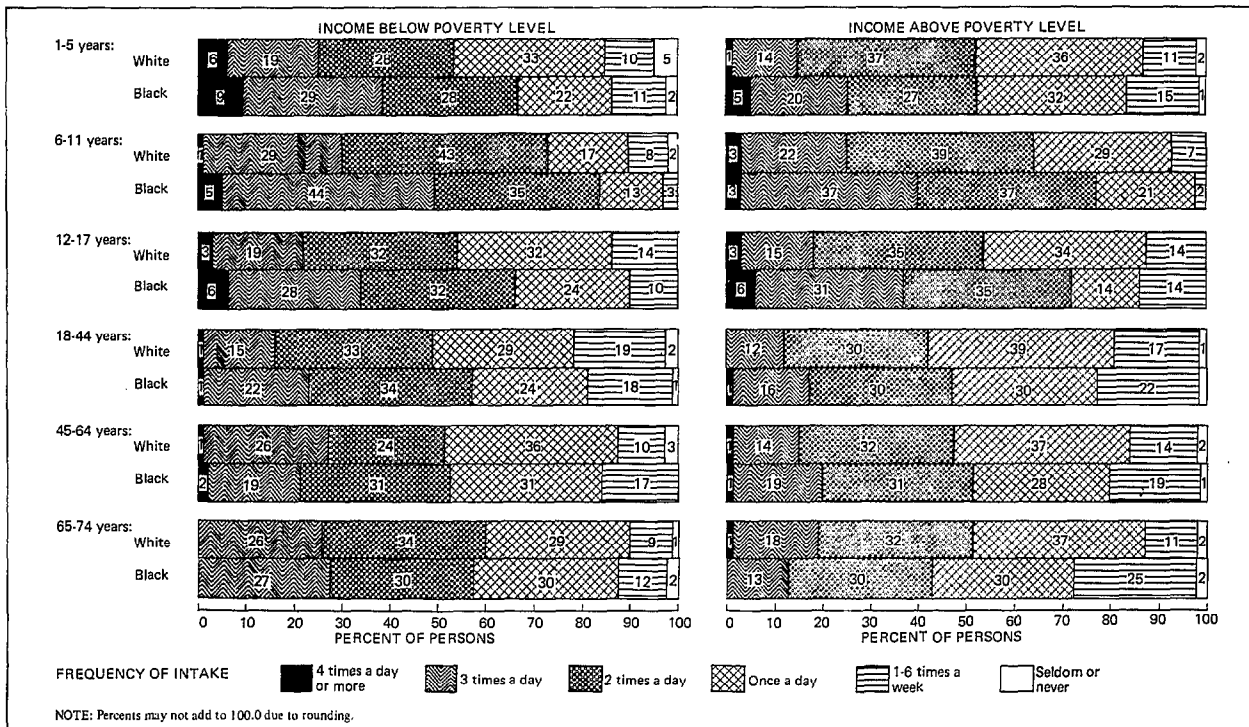 INCOME BELOW POVERTY LEVEL INCOME ABOVE POVERTY LEVEL
1-5 years:
White 6 19 28 33 10 5 1 14 37 36 11 2
Black 9 29 28 22 11 2 5 20 27 32 15 1
6-11 years:
White 1 29 43 17 8 2 3 22 39 29 7
Black 5 44 35 13 3 3 37 37 21 2
12-17 years:
White 3 19 32 32 14 3 15 35 34 14
Black 6 28 32 24 10 6 31 35 14 14
18-44 years:
White 1 15 33 29 19 2 12 30 39 17 1
Black 1 22 34 24 18 1 1 16 30 30 22
45-64 years:
White 1 26 24 36 10 3 1 14 32 37 14 2
Black 2 19 31 31 17 1 19 31 28 19 1
65-74 years:
White 26 34 29 9 1 1 18 32 37 11 2
Black 27 30 30 12 2 13 30 30 25 2
0 10 20 30 40 50 60 70 80 90 100 0 10 20 30 40 50 60 70 80 90 100
PERCENT OF PERSONS PERCENT OF PERSONS
FREQUENCY OF INTAKE 4 times a day or more 3 times a day 2 times a day Once a day 1-6 times a week Seldom or never
NOTE: Percents may not add to 100.0 due to rounding.